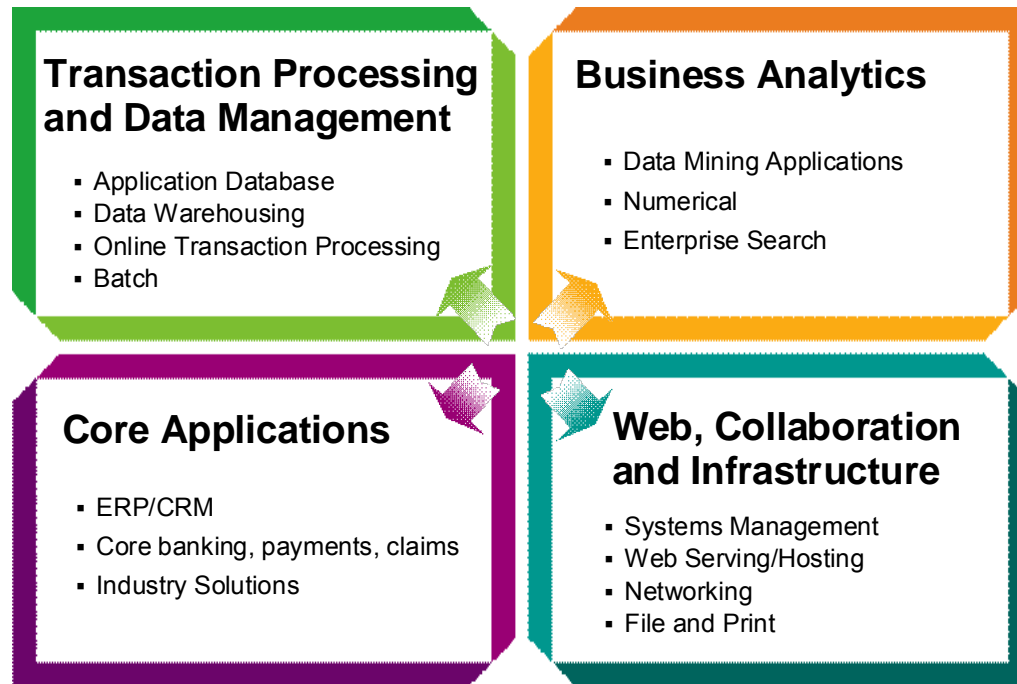 Transaction Processing
and Data Management
▪ Application Database
▪ Data Warehousing
▪ Online Transaction Processing
▪ Batch
Business Analytics
▪ Data Mining Applications
▪ Numerical
▪ Enterprise Search
Core Applications
▪ ERP/CRM
▪ Core banking, payments, claims
▪ Industry Solutions
Web, Collaboration
and Infrastructure
▪ Systems Management
▪ Web Serving/Hosting
▪ Networking
▪ File and Print